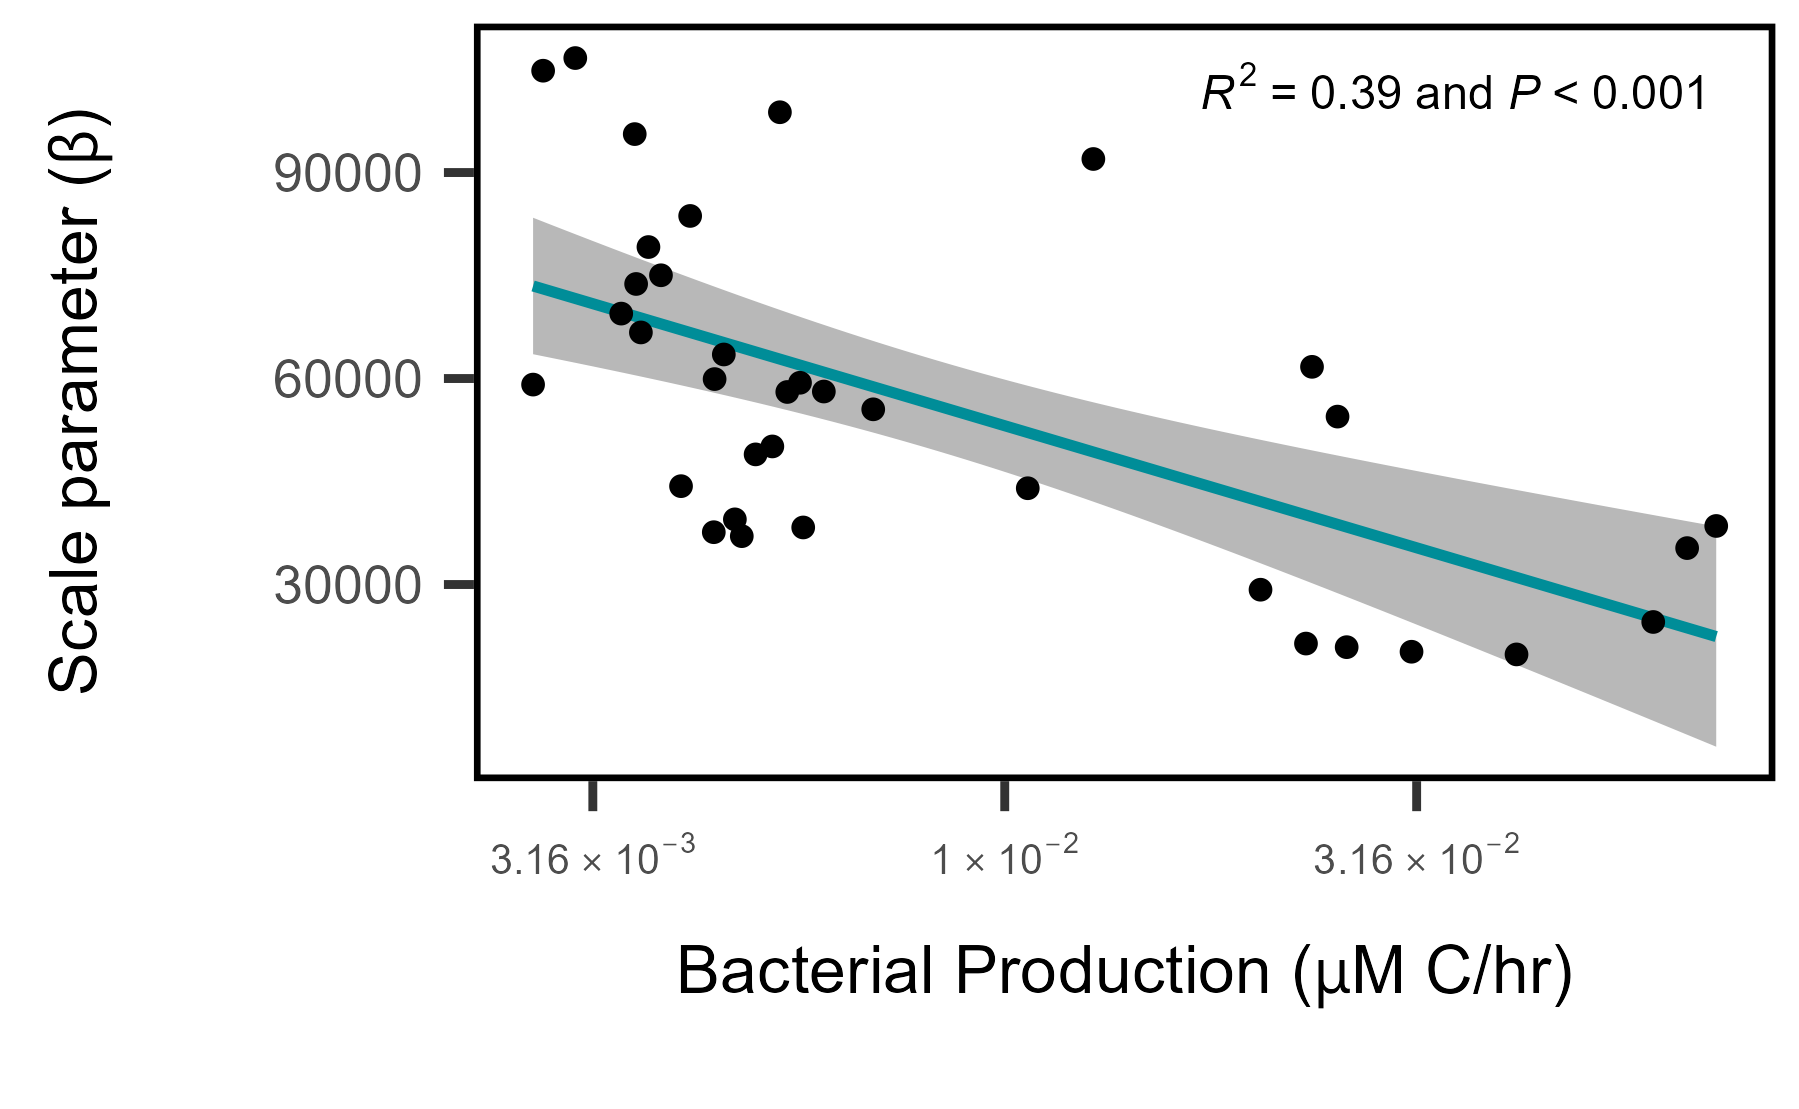 R² = 0.39 and P < 0.001
Scale parameter (β)
90000
60000
30000
3.16 × 10⁻³
1 × 10⁻²
3.16 × 10⁻²
Bacterial Production (μM C/hr)